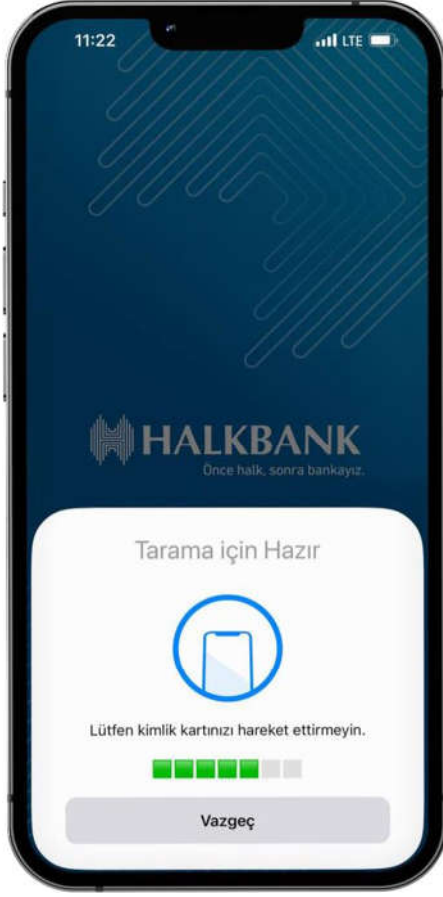 11:22
LTE
HALKBANK
Önce halk, sonra bankayız.
Tarama için Hazır
Lütfen kimlik kartınızı hareket ettirmeyin.
Vazgeç